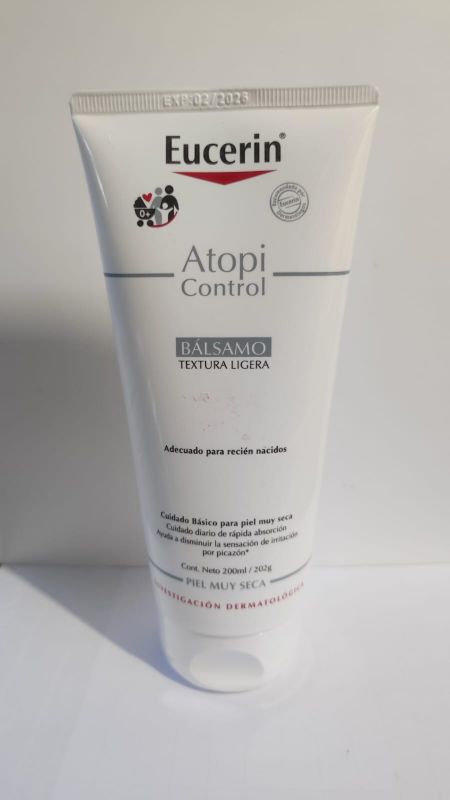 EXP:02/2026
Eucerin®
0+
Recomendado por
Eucerin
Dermatólogos
Atopi
Control
BÁLSAMO
TEXTURA LIGERA
Adecuado para recién nacidos
Cuidado Básico para piel muy seca
Cuidado diario de rápida absorción
Ayuda a disminuir la sensación de irritación
por picazón*
Cont. Neto 200ml / 202g
PIEL MUY SECA
INVESTIGACIÓN DERMATOLÓGICA